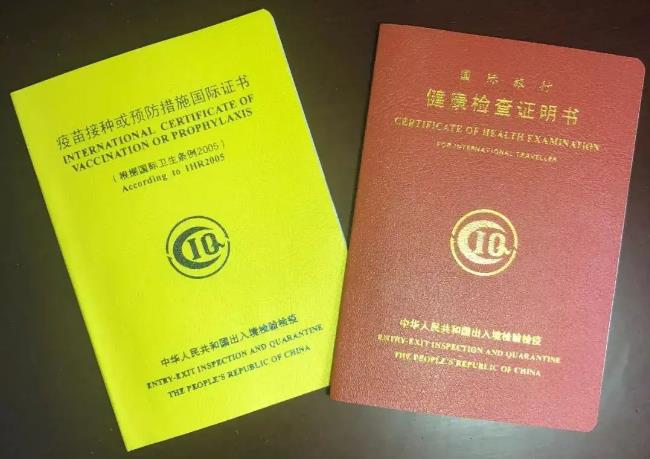 疫苗接种或预防措施国际证书
INTERNATIONAL CERTIFICATE OF
VACCINATION OR PROPHYLAXIS
(根据国际卫生条例2005)
According to IHR2005
CIQ
中华人民共和国出入境检验检疫
ENTRY-EXIT INSPECTION AND QUARANTINE
THE PEOPLE'S REPUBLIC OF CHINA
国际旅行
健康检查证明书
CERTIFICATE OF HEALTH EXAMINATION
FOR INTERNATIONAL TRAVELLER
CIQ
中华人民共和国出入境检验检疫
ENTRY-EXIT INSPECTION AND QUARANTINE
THE PEOPLE'S REPUBLIC OF CHINA